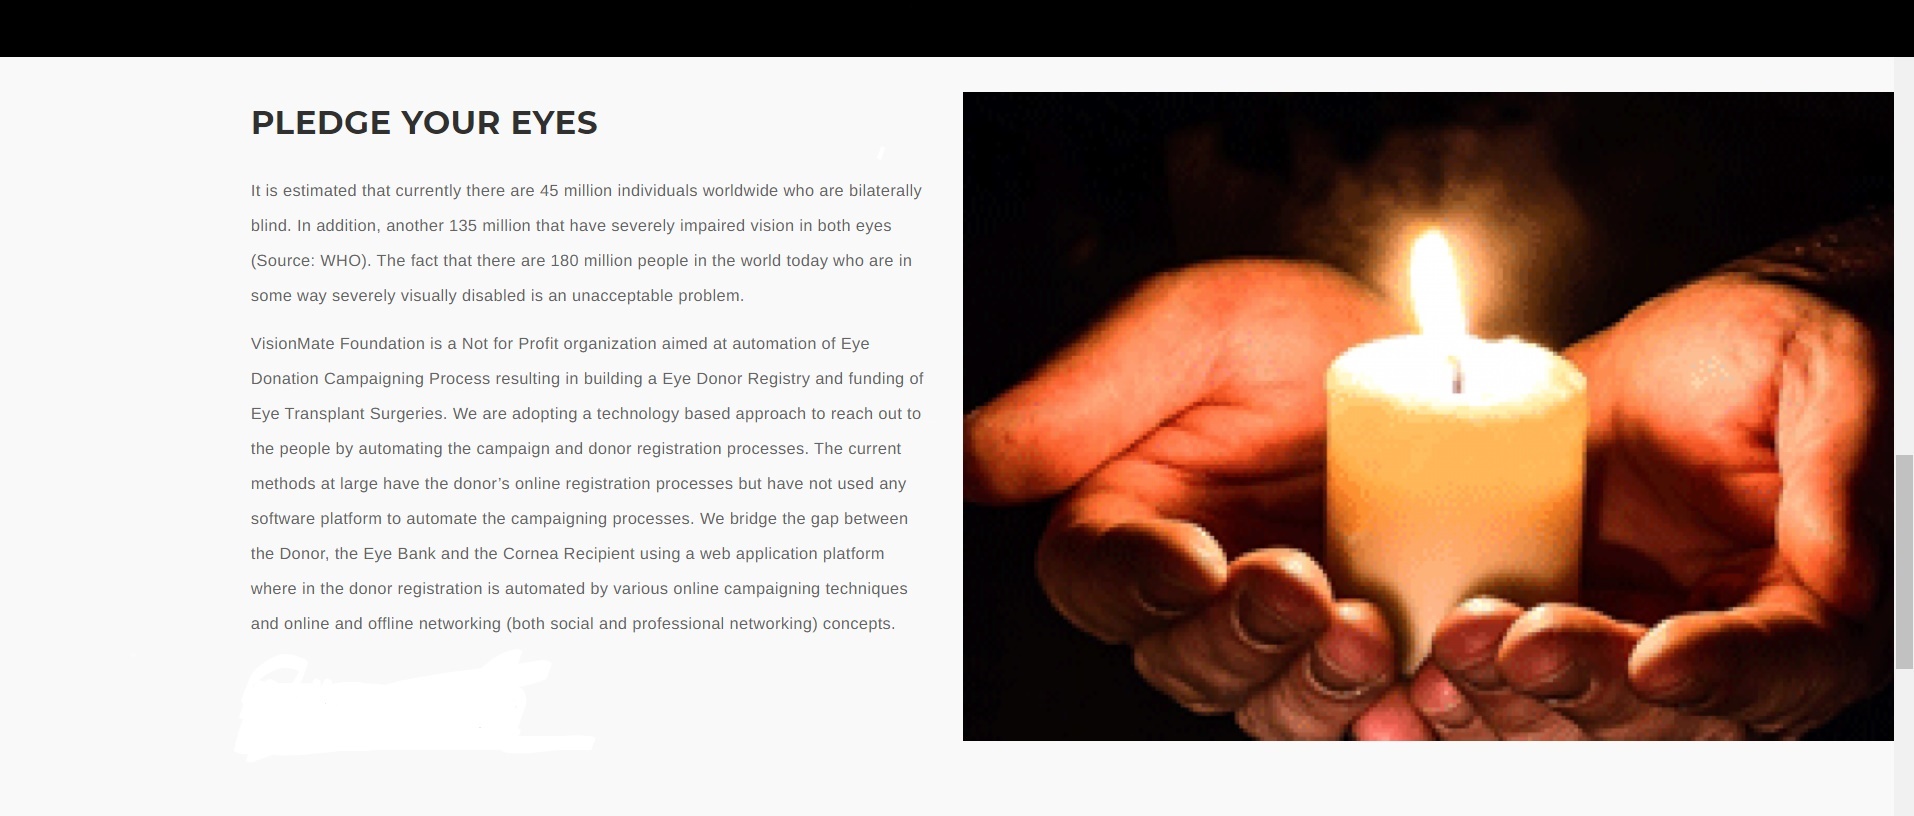 PLEDGE YOUR EYES
It is estimated that currently there are 45 million individuals worldwide who are bilaterally
blind. In addition, another 135 million that have severely impaired vision in both eyes
(Source: WHO). The fact that there are 180 million people in the world today who are in
some way severely visually disabled is an unacceptable problem.
VisionMate Foundation is a Not for Profit organization aimed at automation of Eye
Donation Campaigning Process resulting in building a Eye Donor Registry and funding of
Eye Transplant Surgeries. We are adopting a technology based approach to reach out to
the people by automating the campaign and donor registration processes. The current
methods at large have the donor’s online registration processes but have not used any
software platform to automate the campaigning processes. We bridge the gap between
the Donor, the Eye Bank and the Cornea Recipient using a web application platform
where in the donor registration is automated by various online campaigning techniques
and online and offline networking (both social and professional networking) concepts.